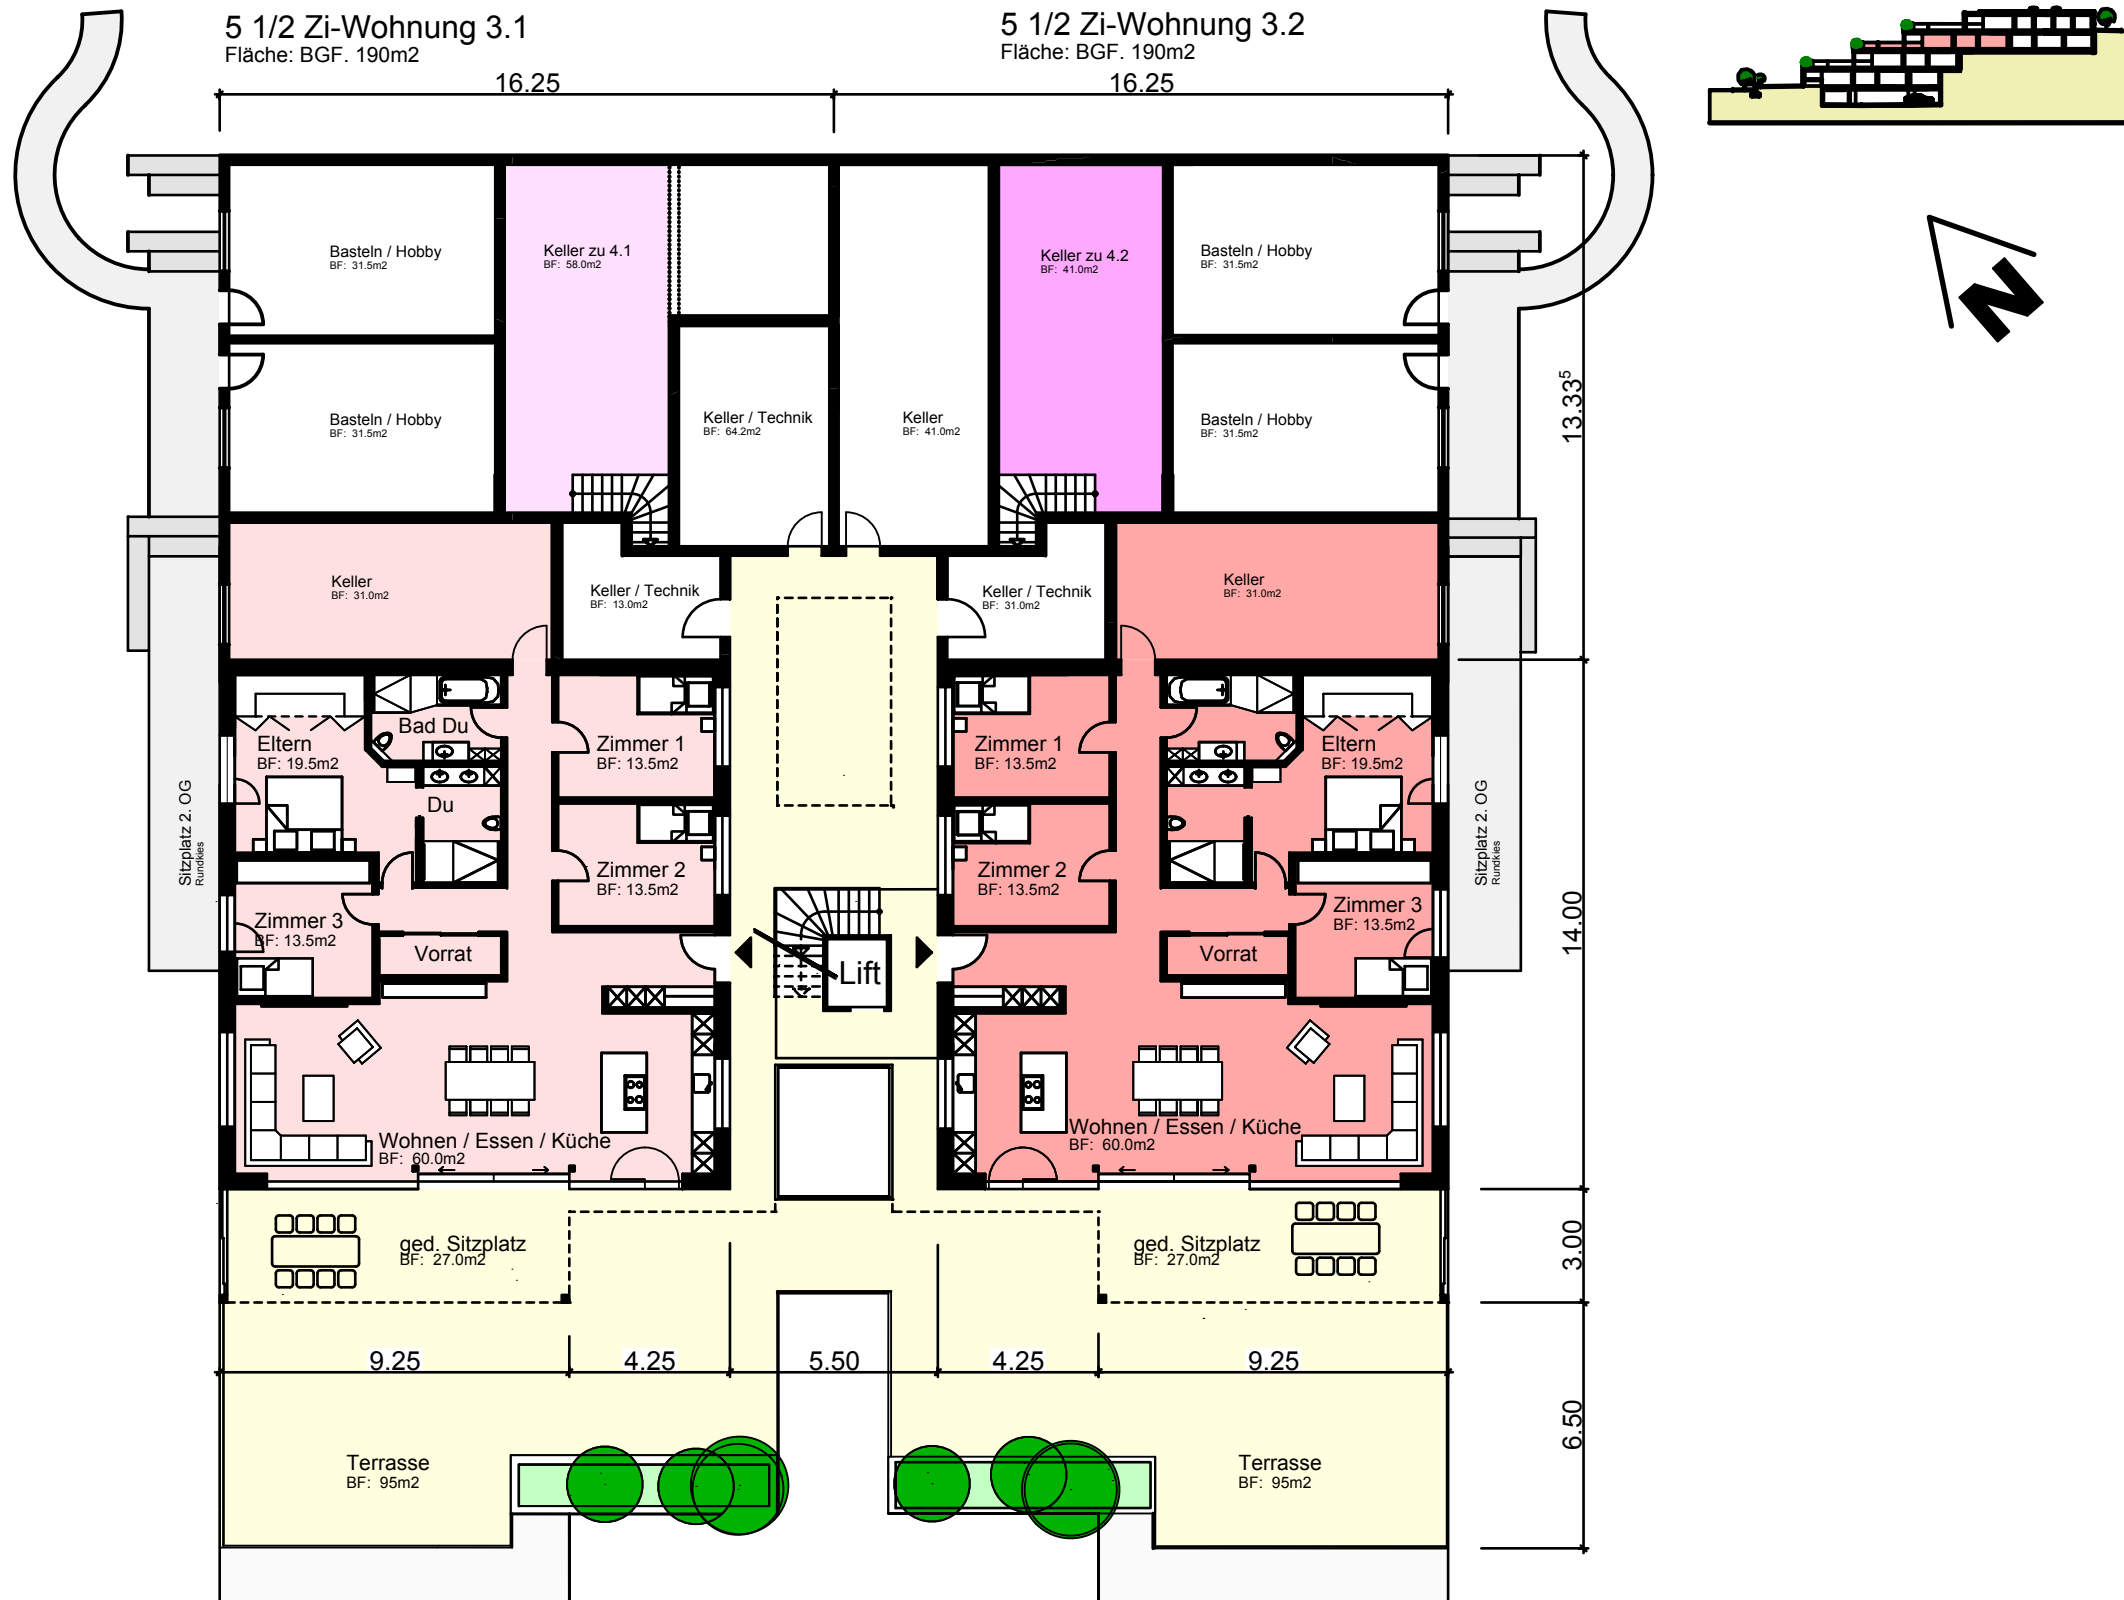 5 1/2 Zi-Wohnung 3.1
Fläche: BGF. 190m2
5 1/2 Zi-Wohnung 3.2
Fläche: BGF. 190m2
16.25
16.25
N
Basteln / Hobby
BF: 31.5m2
Keller zu 4.1
BF: 58.0m2
Keller zu 4.2
BF: 41.0m2
Basteln / Hobby
BF: 31.5m2
13.33⁵
Basteln / Hobby
BF: 31.5m2
Keller / Technik
BF: 64.2m2
Keller
BF: 41.0m2
Basteln / Hobby
BF: 31.5m2
Keller
BF: 31.0m2
Keller / Technik
BF: 13.0m2
Keller / Technik
BF: 31.0m2
Keller
BF: 31.0m2
Bad Du
Eltern
BF: 19.5m2
Zimmer 1
BF: 13.5m2
Zimmer 1
BF: 13.5m2
Eltern
BF: 19.5m2
Du
Sitzplatz 2. OG
Rundkies
Sitzplatz 2. OG
Rundkies
Zimmer 2
BF: 13.5m2
Zimmer 2
BF: 13.5m2
Zimmer 3
BF: 13.5m2
Zimmer 3
BF: 13.5m2
14.00
Vorrat
Lift
Vorrat
Wohnen / Essen / Küche
BF: 60.0m2
Wohnen / Essen / Küche
BF: 60.0m2
ged. Sitzplatz
BF: 27.0m2
ged. Sitzplatz
BF: 27.0m2
3.00
9.25
4.25
5.50
4.25
9.25
6.50
Terrasse
BF: 95m2
Terrasse
BF: 95m2